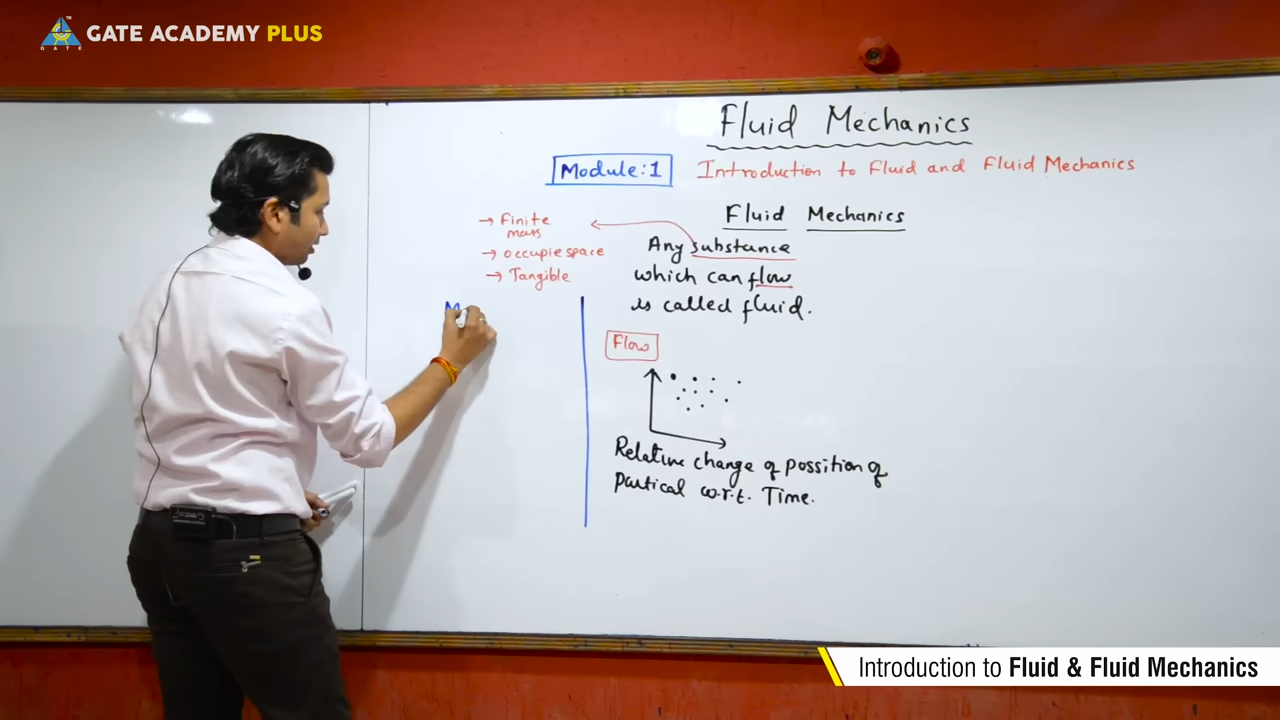 GATE ACADEMY PLUS
GATE
Fluid Mechanics
Module:1 Introduction to Fluid and Fluid Mechanics
Fluid Mechanics
→ Finite
mass
→ occupie space
→ Tangible
Any substance
which can flow
is called fluid.
M
Flow
Relative change of possition of
Partical w.r.t. Time.
Introduction to Fluid & Fluid Mechanics